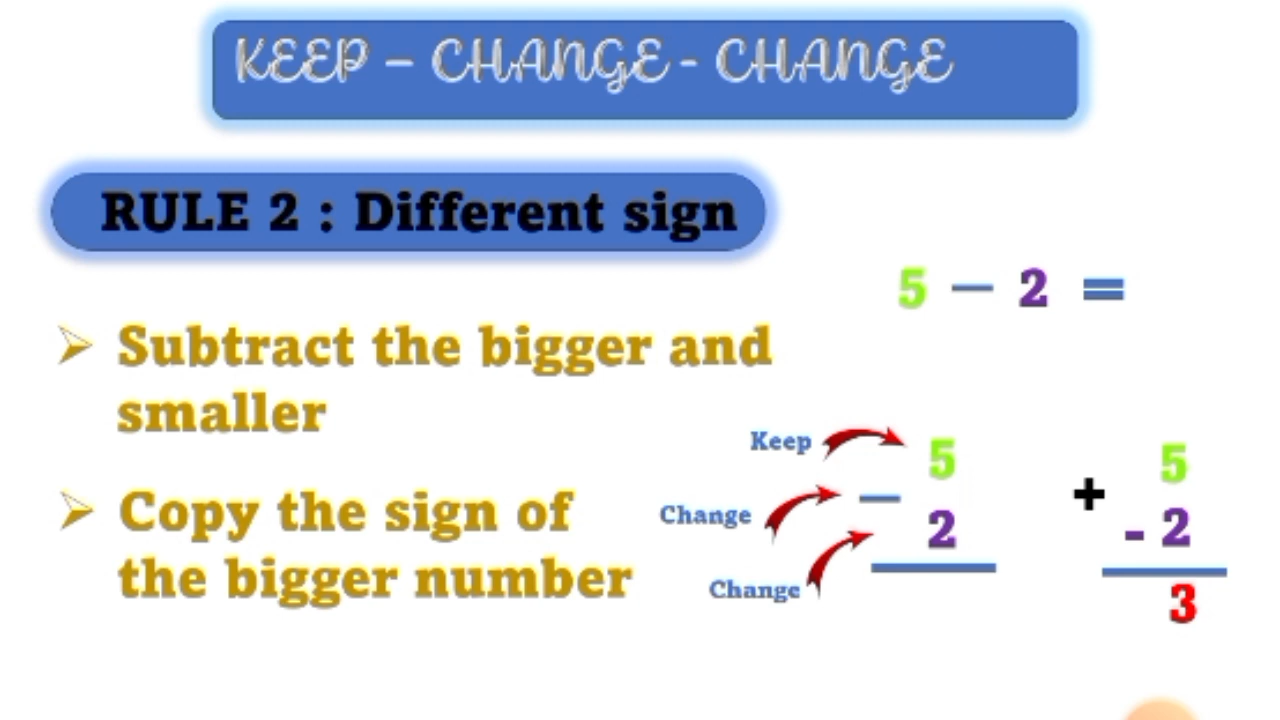 KEEP – CHANGE - CHANGE
RULE 2 : Different sign
5 – 2 =
➢ Subtract the bigger and
smaller
➢ Copy the sign of
the bigger number
Keep
Change
Change
5
– 2
+ 5
- 2
3